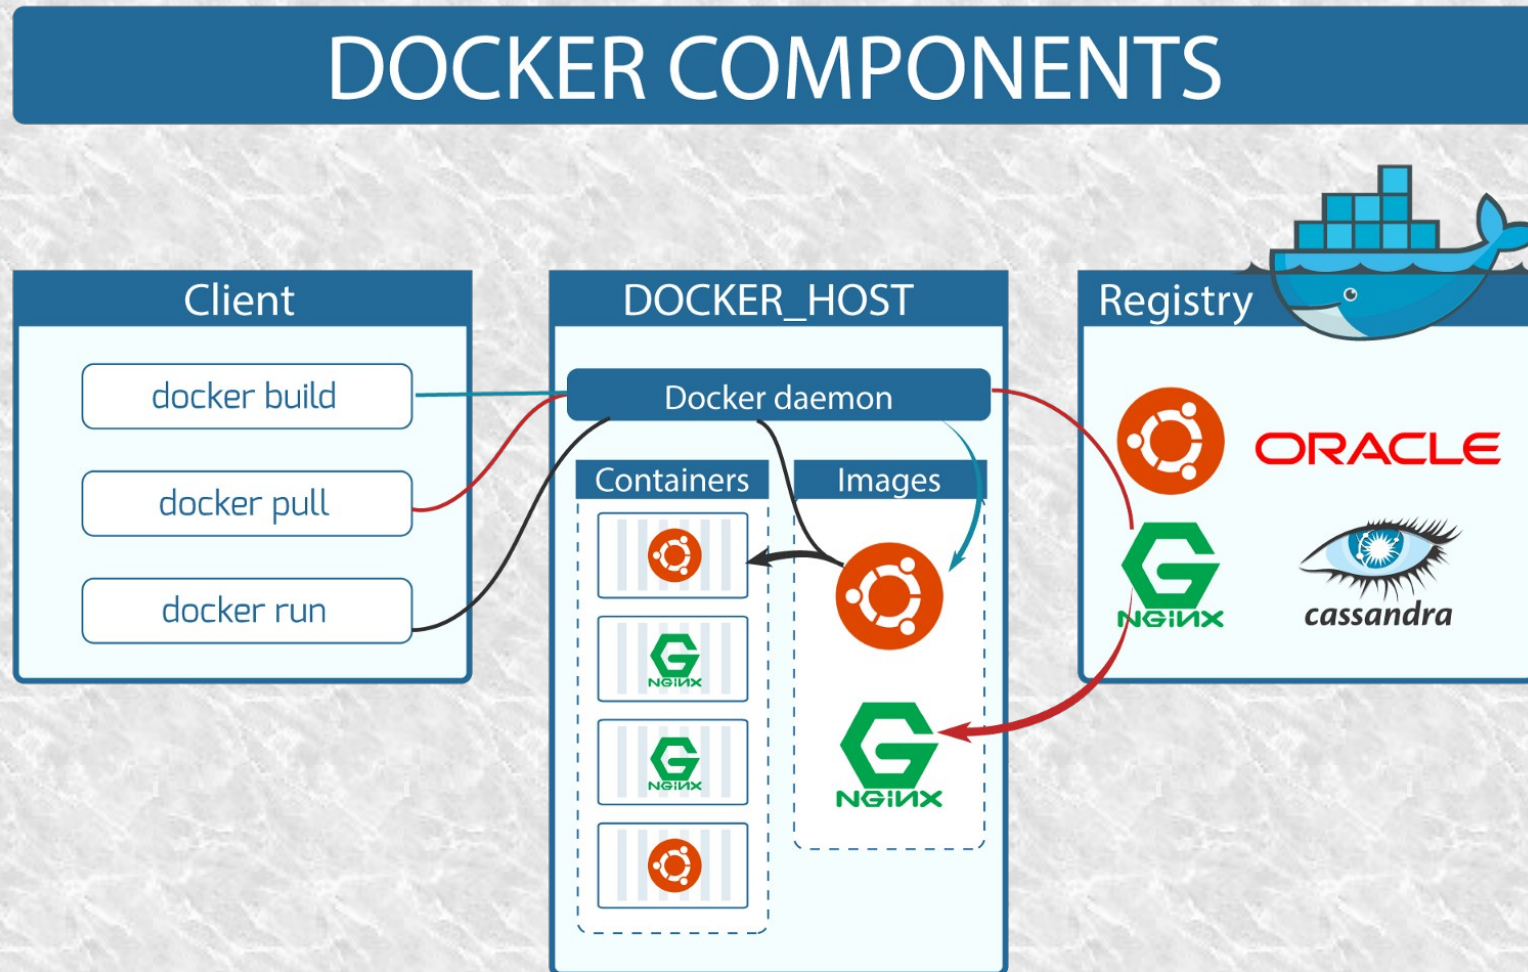 DOCKER COMPONENTS
Client
docker build
docker pull
docker run
DOCKER_HOST
Docker daemon
Containers
NGiNX
NGiNX
Images
NGiNX
Registry
ORACLE
NGiNX
cassandra